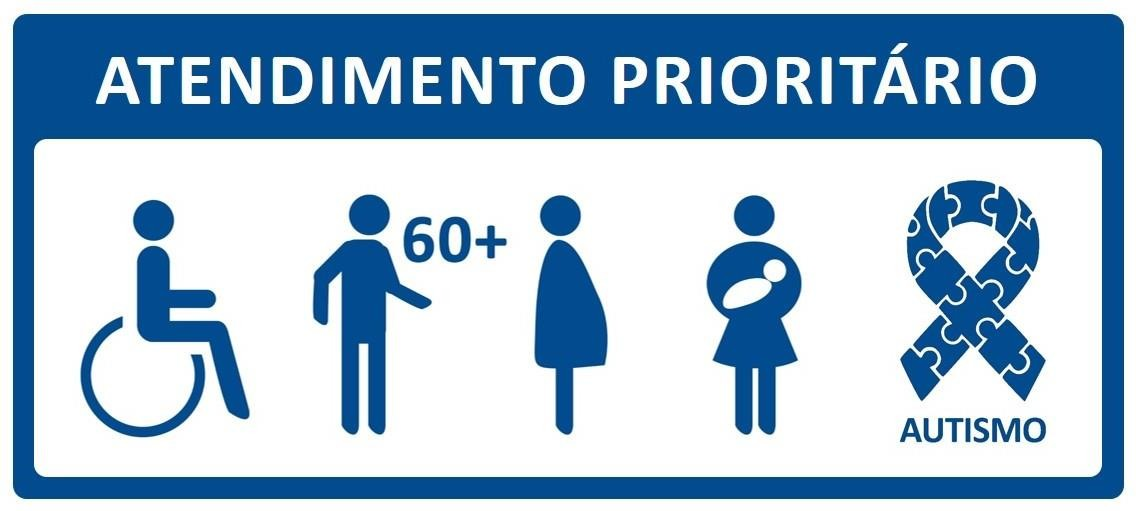 ATENDIMENTO PRIORITÁRIO
60+
AUTISMO